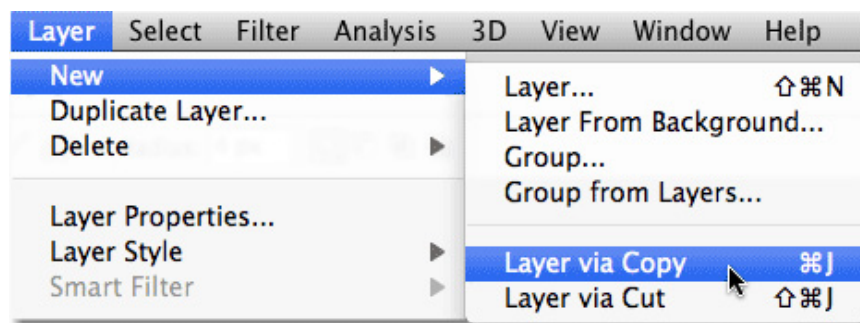 Layer Select Filter Analysis 3D View Window Help
New
Duplicate Layer...
Delete
Layer Properties...
Layer Style
Smart Filter
Layer... ⇧⌘N
Layer From Background...
Group...
Group from Layers...
Layer via Copy ⌘J
Layer via Cut ⇧⌘J